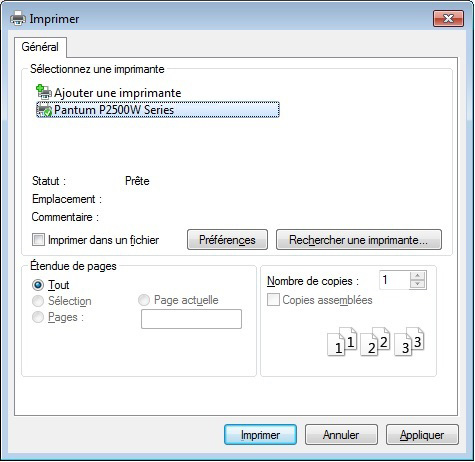 Imprimer
Général
Sélectionnez une imprimante
Ajouter une imprimante
Pantum P2500W Series
Statut : Prête
Emplacement :
Commentaire :
Imprimer dans un fichier Préférences Rechercher une imprimante...
Étendue de pages
Tout
Sélection Page actuelle
Pages :
Nombre de copies : 1
Copies assemblées
1 1 2 2 3 3
Imprimer Annuler Appliquer